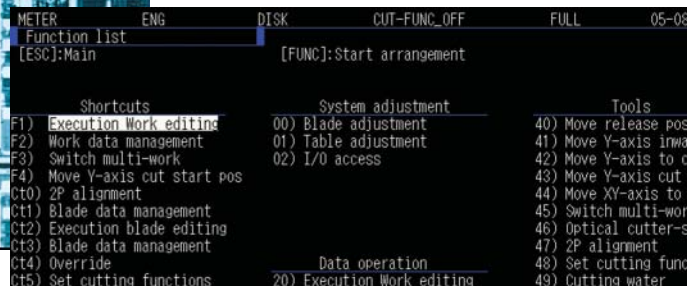 METER ENG DISK CUT-FUNC_OFF FULL 05-08
Function list
[ESC]:Main [FUNC]:Start arrangement
Shortcuts System adjustment Tools
F1) Execution Work editing 00) Blade adjustment 40) Move release pos
F2) Work data management 01) Table adjustment 41) Move Y-axis inwa
F3) Switch multi-work 02) I/O access 42) Move Y-axis to
F4) Move Y-axis cut start pos 43) Move Y-axis cut
Ct0) 2P alignment 44) Move XY-axis to
Ct1) Blade data management 45) Switch multi-wor
Ct2) Execution blade editing 46) Optical cutter-s
Ct3) Blade data management 47) 2P alignment
Ct4) Override Data operation 48) Set cutting func
Ct5) Set cutting functions 20) Execution Work editing 49) Cutting water